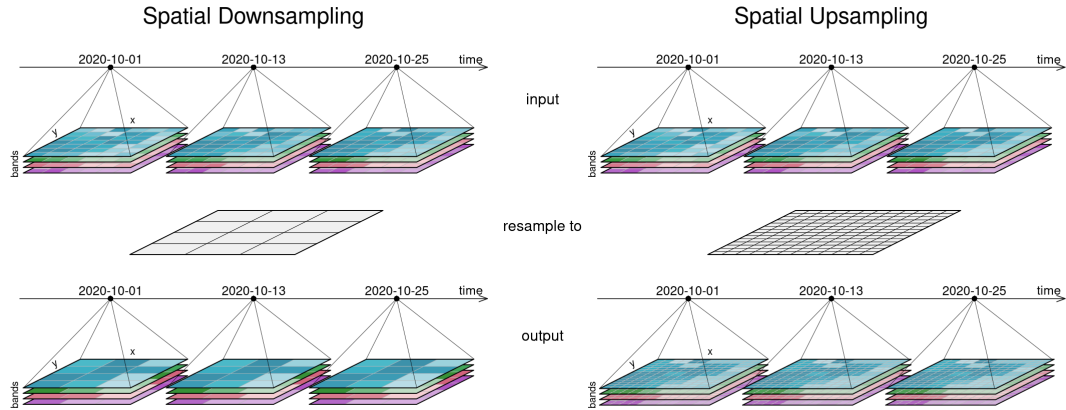 Spatial Downsampling
Spatial Upsampling
2020-10-01 2020-10-13 2020-10-25 time
2020-10-01 2020-10-13 2020-10-25 time
input
x
y
bands
x
y
bands
resample to
2020-10-01 2020-10-13 2020-10-25 time
2020-10-01 2020-10-13 2020-10-25 time
output
x
y
bands
x
y
bands